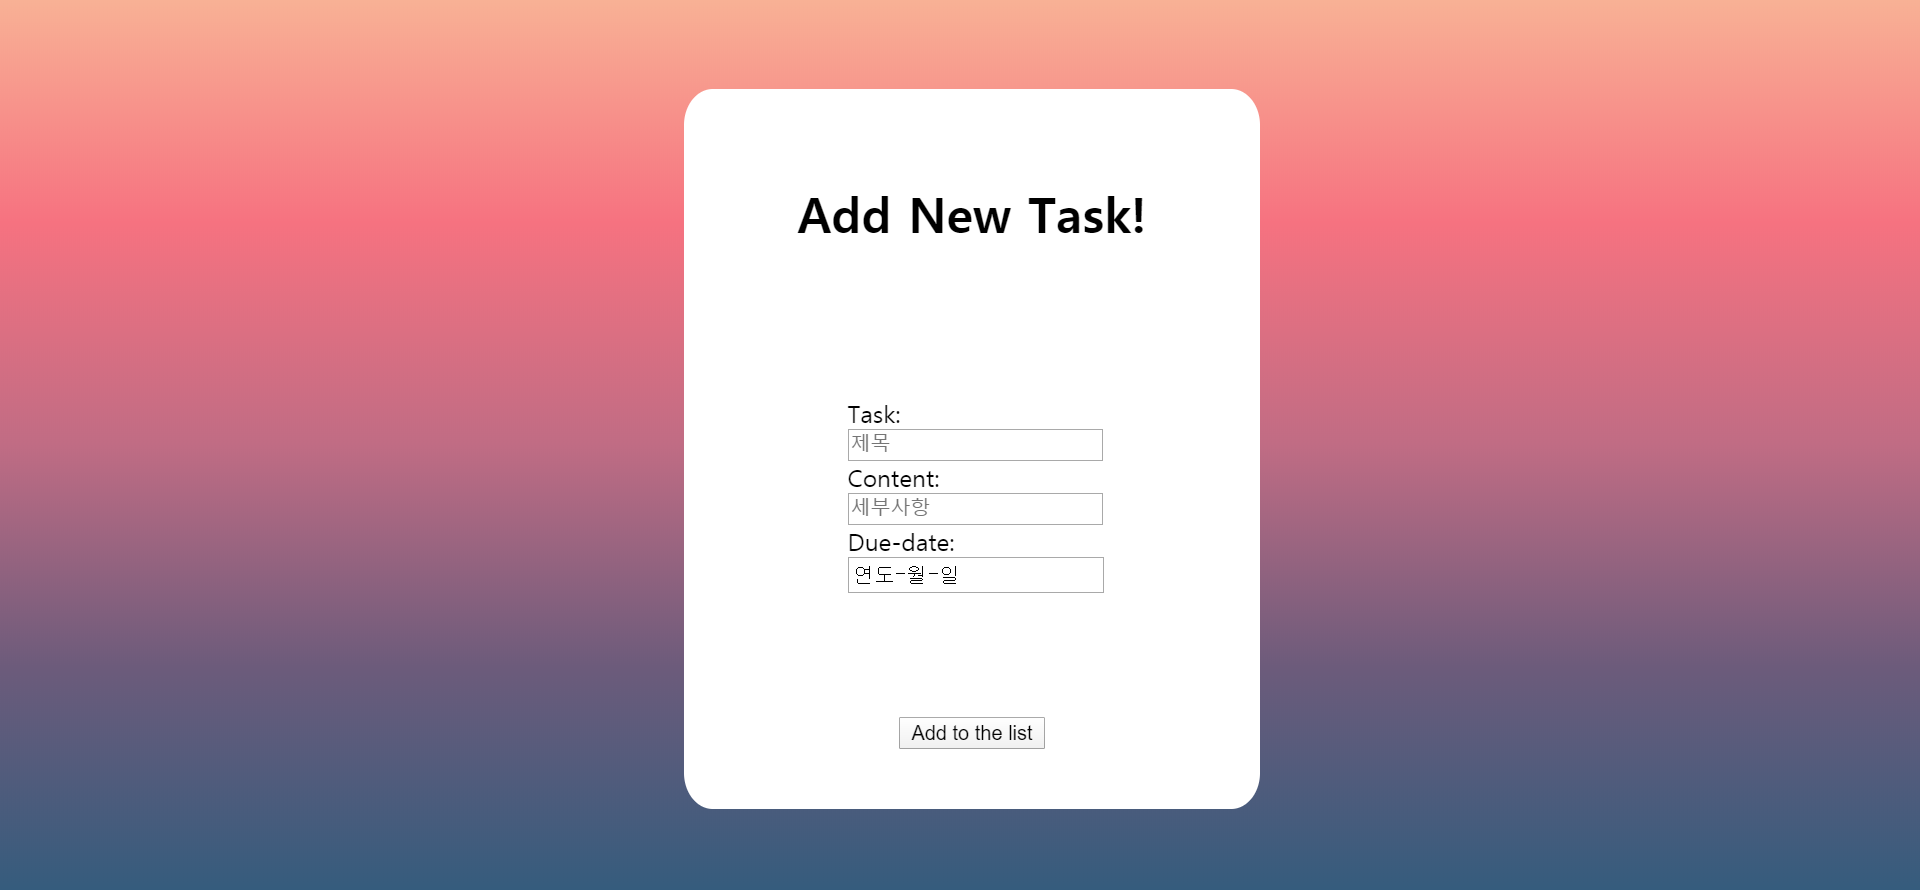 Add New Task!
Task:
제목
Content:
세부사항
Due-date:
연도-월-일
Add to the list